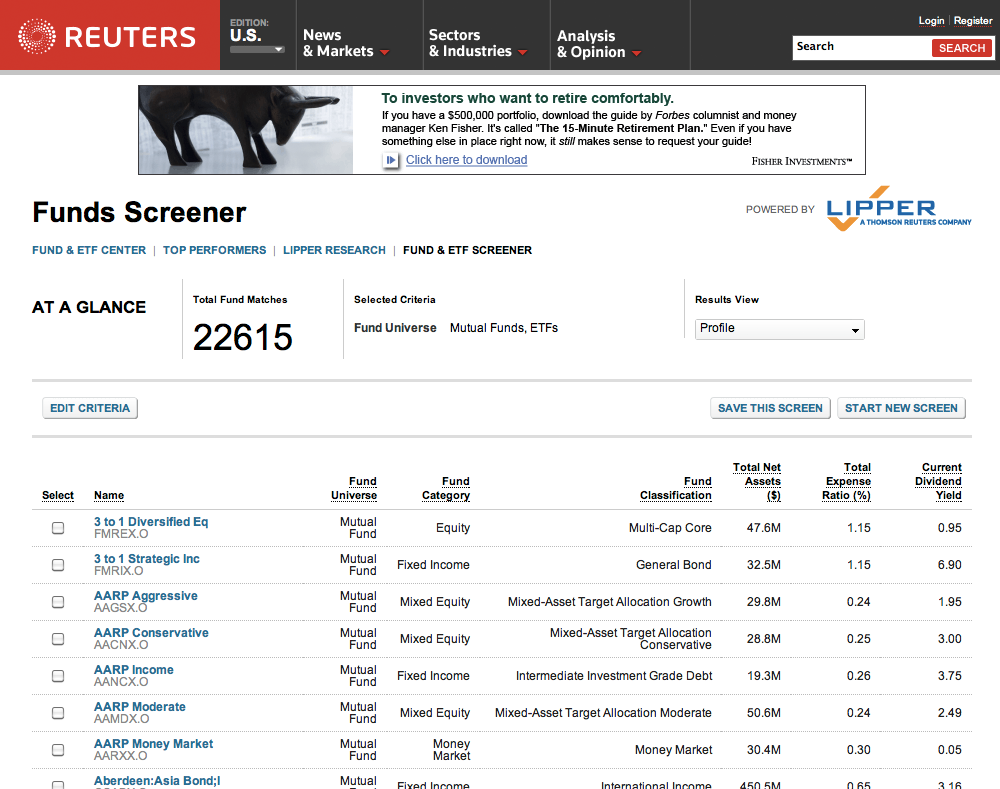 REUTERS
EDITION:
U.S.
News
& Markets
Sectors
& Industries
Analysis
& Opinion
Login | Register
Search
SEARCH
To investors who want to retire comfortably.
If you have a $500,000 portfolio, download the guide by Forbes columnist and money
manager Ken Fisher. It's called "The 15-Minute Retirement Plan." Even if you have
something else in place right now, it still makes sense to request your guide!
Click here to download
FISHER INVESTMENTS™
Funds Screener
POWERED BY
LIPPER
A THOMSON REUTERS COMPANY
FUND & ETF CENTER | TOP PERFORMERS | LIPPER RESEARCH | FUND & ETF SCREENER
AT A GLANCE
Total Fund Matches
22615
Selected Criteria
Fund Universe Mutual Funds, ETFs
Results View
Profile
EDIT CRITERIA
SAVE THIS SCREEN
START NEW SCREEN
Select
Name
Fund
Universe
Fund
Category
Fund
Classification
Total Net
Assets
($)
Total
Expense
Ratio (%)
Current
Dividend
Yield
3 to 1 Diversified Eq
FMREX.O
Mutual
Fund
Equity
Multi-Cap Core
47.6M
1.15
0.95
3 to 1 Strategic Inc
FMRIX.O
Mutual
Fund
Fixed Income
General Bond
32.5M
1.15
6.90
AARP Aggressive
AAGSX.O
Mutual
Fund
Mixed Equity
Mixed-Asset Target Allocation Growth
29.8M
0.24
1.95
AARP Conservative
AACNX.O
Mutual
Fund
Mixed Equity
Mixed-Asset Target Allocation
Conservative
28.8M
0.25
3.00
AARP Income
AANCX.O
Mutual
Fund
Fixed Income
Intermediate Investment Grade Debt
19.3M
0.26
3.75
AARP Moderate
AAMDX.O
Mutual
Fund
Mixed Equity
Mixed-Asset Target Allocation Moderate
50.6M
0.24
2.49
AARP Money Market
AARXX.O
Mutual
Fund
Money
Market
Money Market
30.4M
0.30
0.05
Aberdeen:Asia Bond;I
Mutual
Fixed Income
International Income
450.5M
0.65
3.16